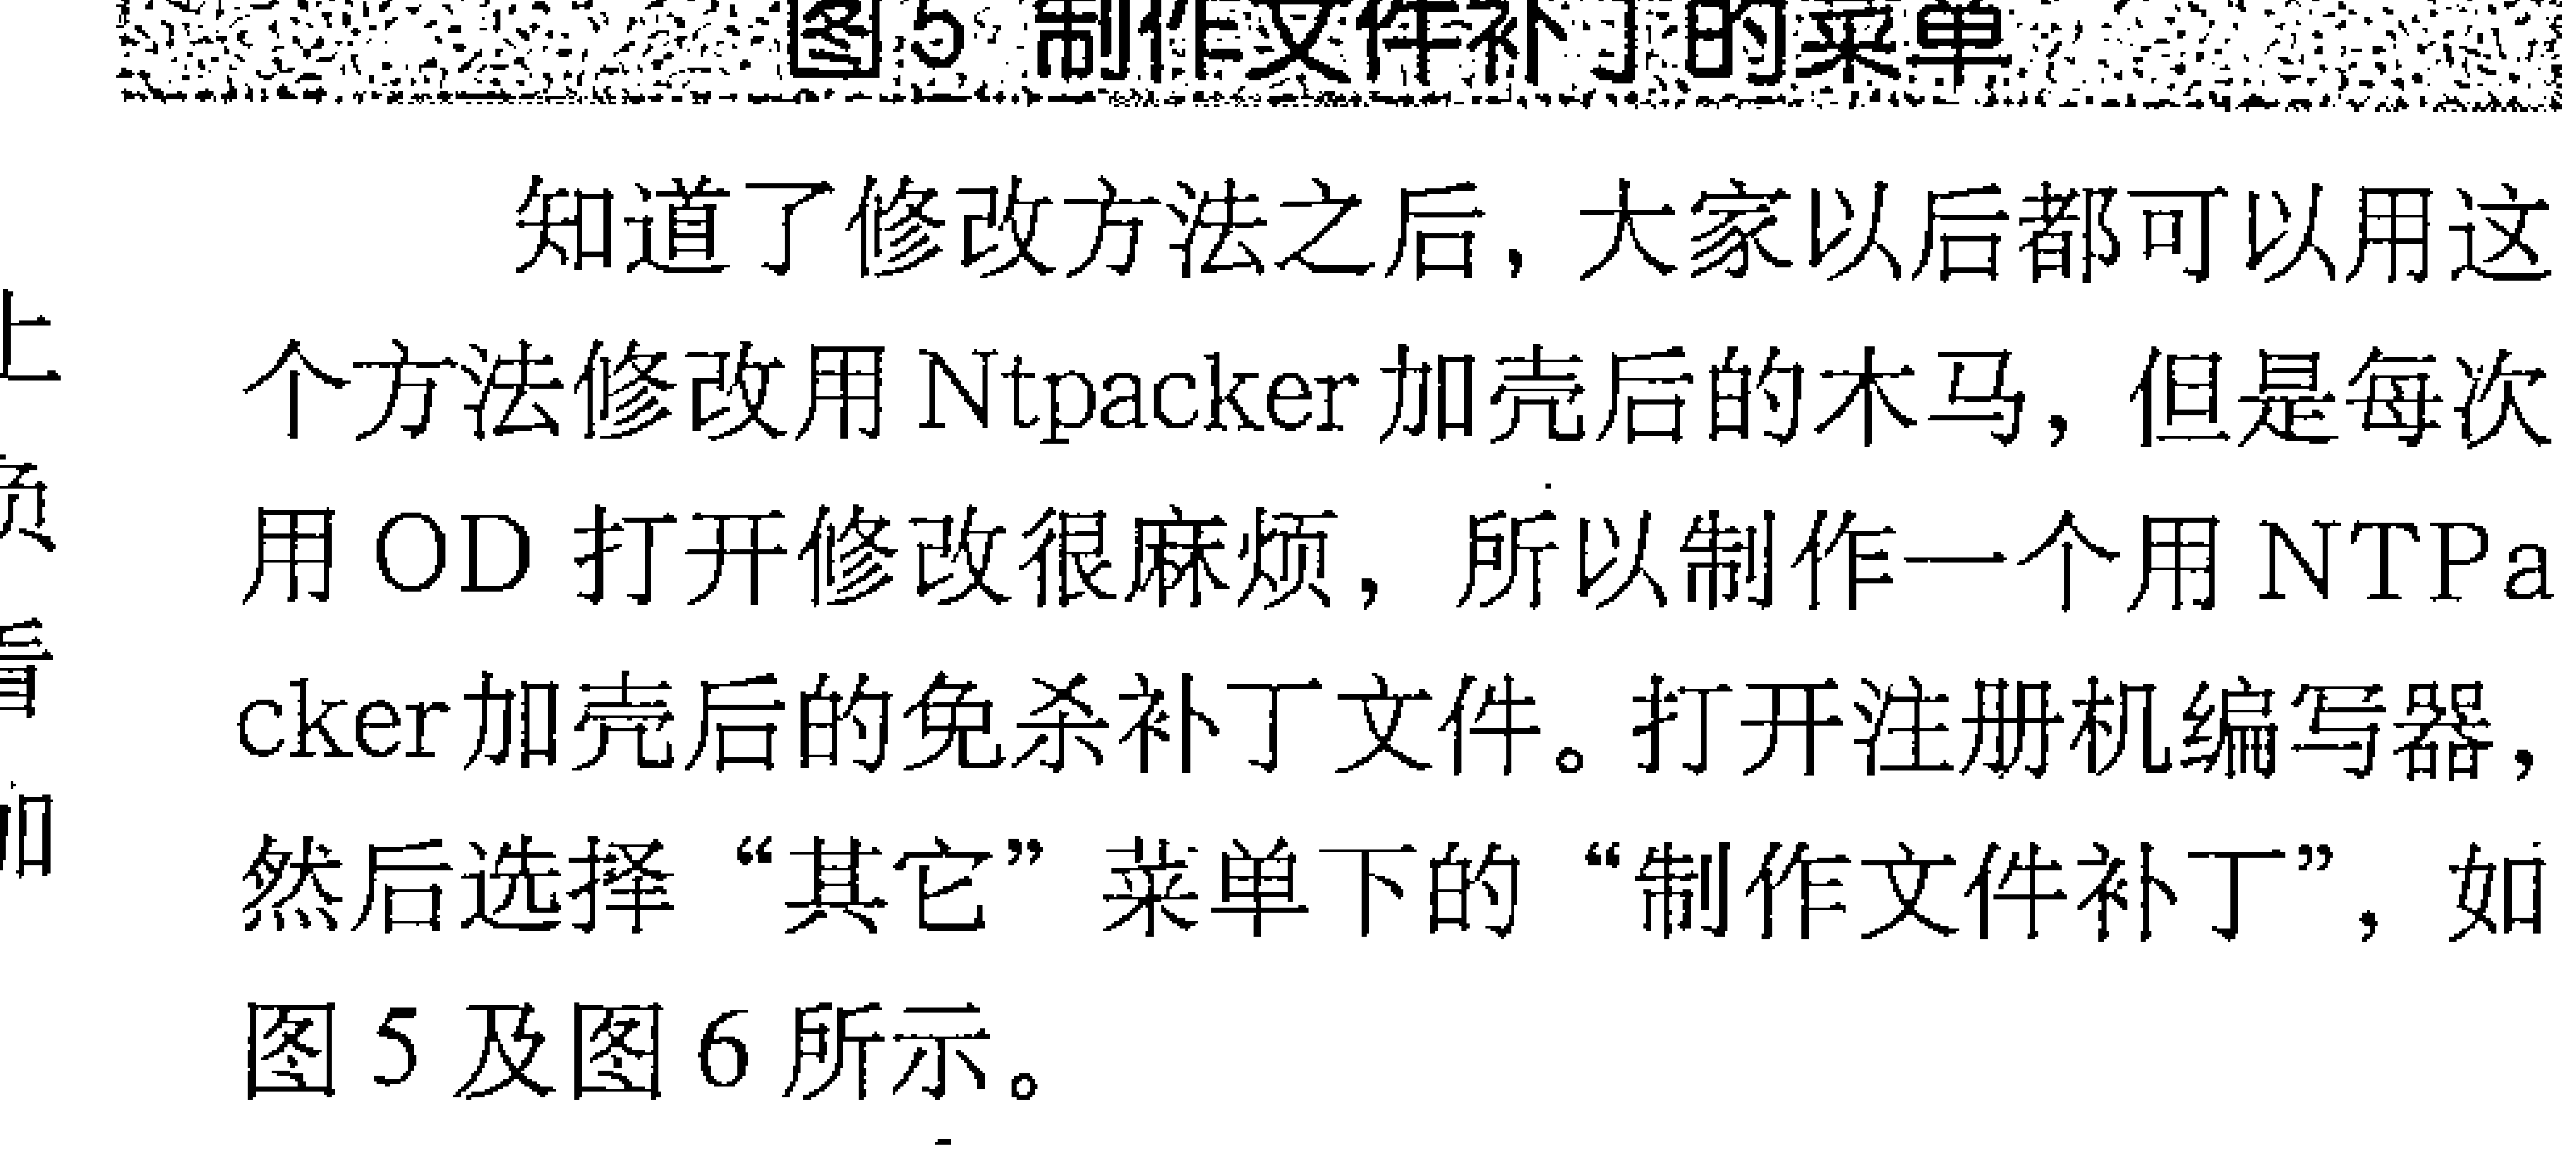 图5 制作文件补丁的菜单
知道了修改方法之后，大家以后都可以用这
个方法修改用Ntpacker加壳后的木马，但是每次
用OD 打开修改很麻烦，所以制作一个用NTPa
cker加壳后的免杀补丁文件。打开注册机编写器，
然后选择“其它”菜单下的“制作文件补丁”，如
图5及图6所示。
上
看